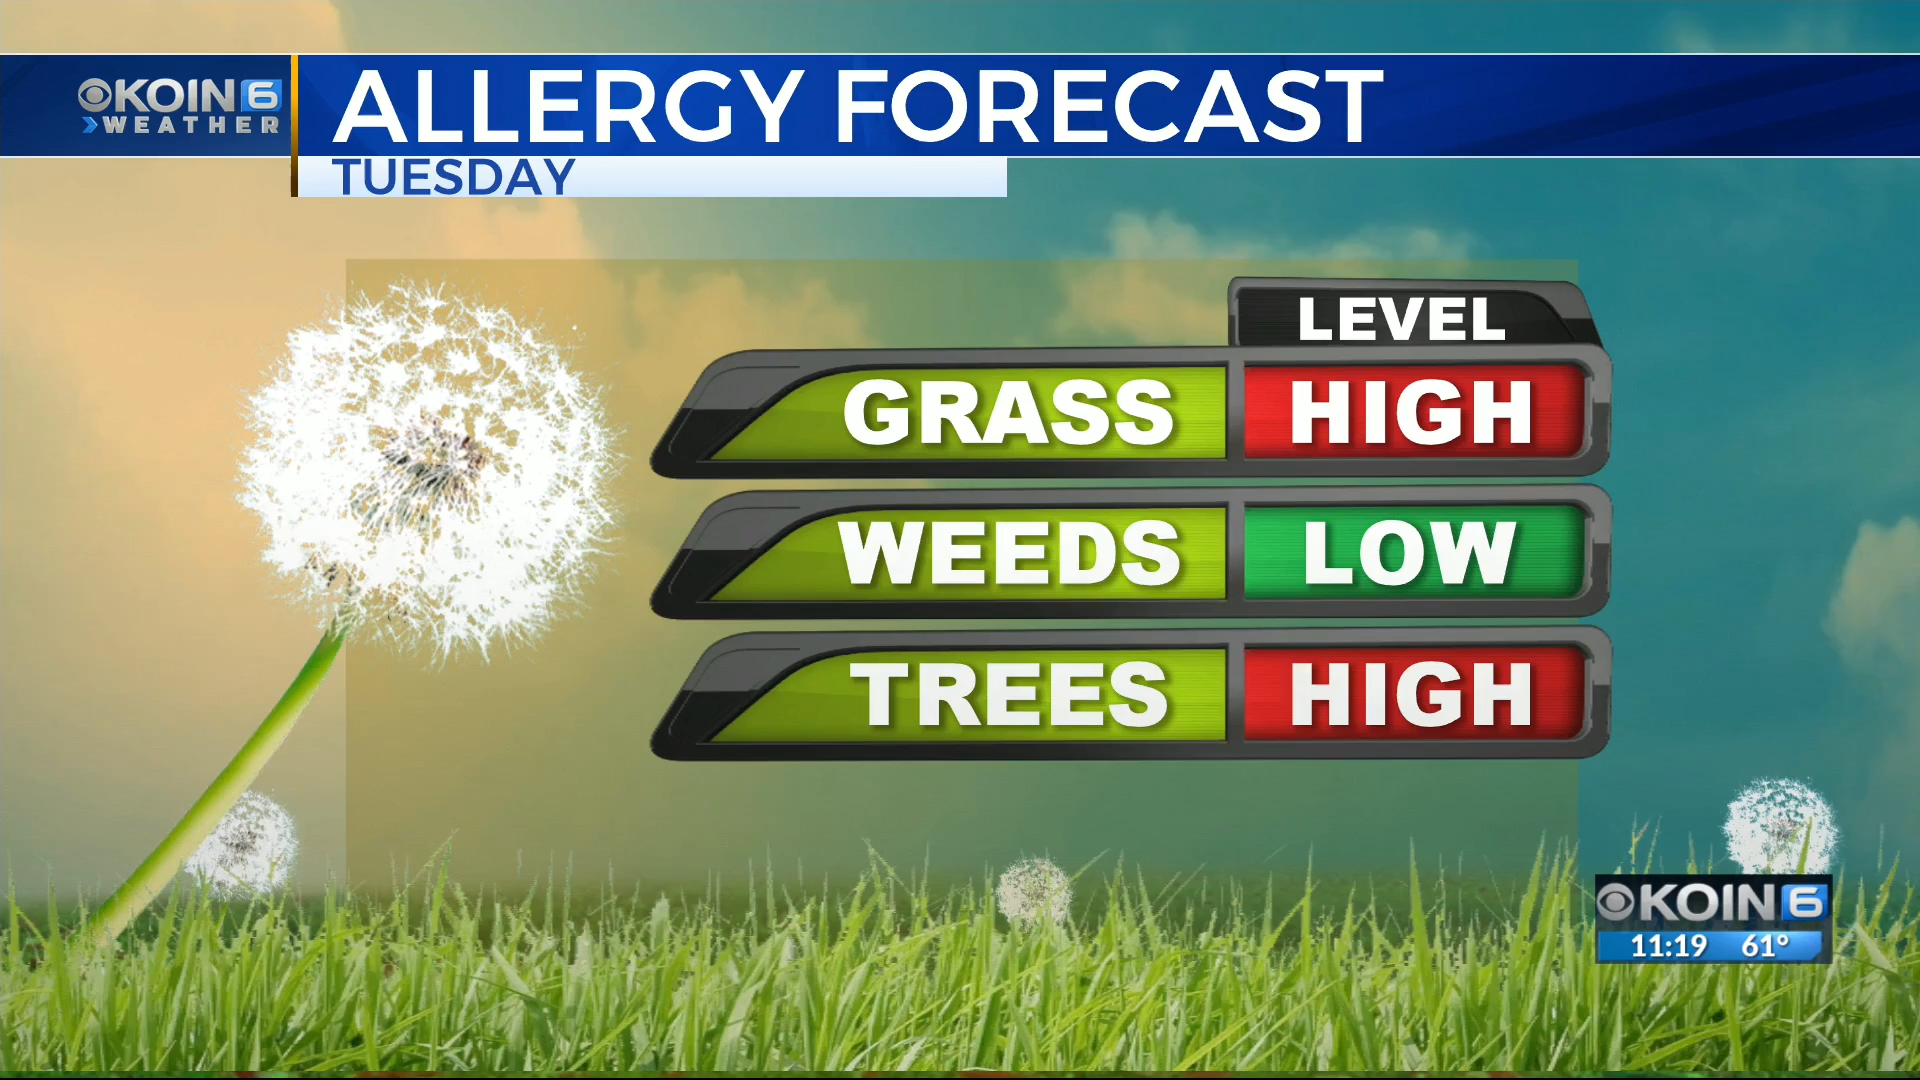 KOIN 6
WEATHER
ALLERGY FORECAST
TUESDAY
LEVEL
GRASS HIGH
WEEDS LOW
TREES HIGH
KOIN 6
11:19 61°